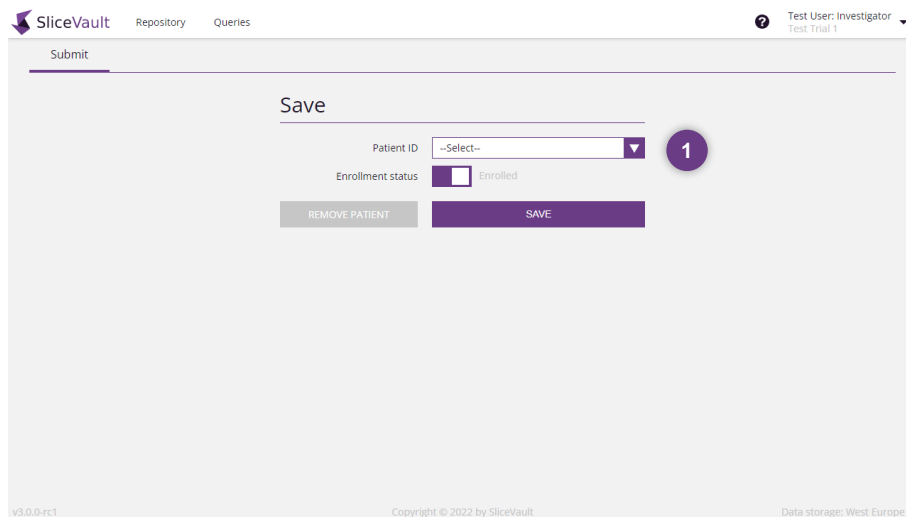 SliceVault Repository Queries ? Test User: Investigator
Test Trial 1
Submit
Save
Patient ID --Select-- 1
Enrollment status Enrolled
REMOVE PATIENT SAVE
v3.0.0-rc1 Copyright © 2022 by SliceVault Data storage: West Europe